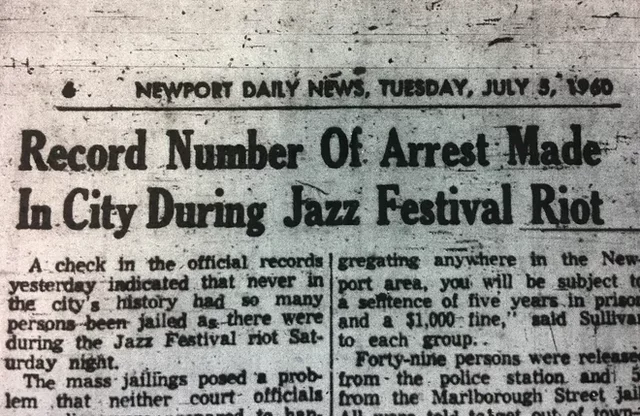 6 NEWPORT DAILY NEWS, TUESDAY, JULY 5, 1960
Record Number Of Arrest Made
In City During Jazz Festival Riot
A check in the official records
yesterday indicated that never in
the city's history had so many
persons been jailed as there were
during the Jazz Festival riot Sat-
urday night.
The mass jailings posed a prob-
lem that neither court officials
gregating anywhere in the New-
port area, you will be subject to
a sentence of five years in prison
and a $1,000 fine," said Sullivan
to each group.
Forty-nine persons were released
from the police station and 5
from the Marlborough Street jail